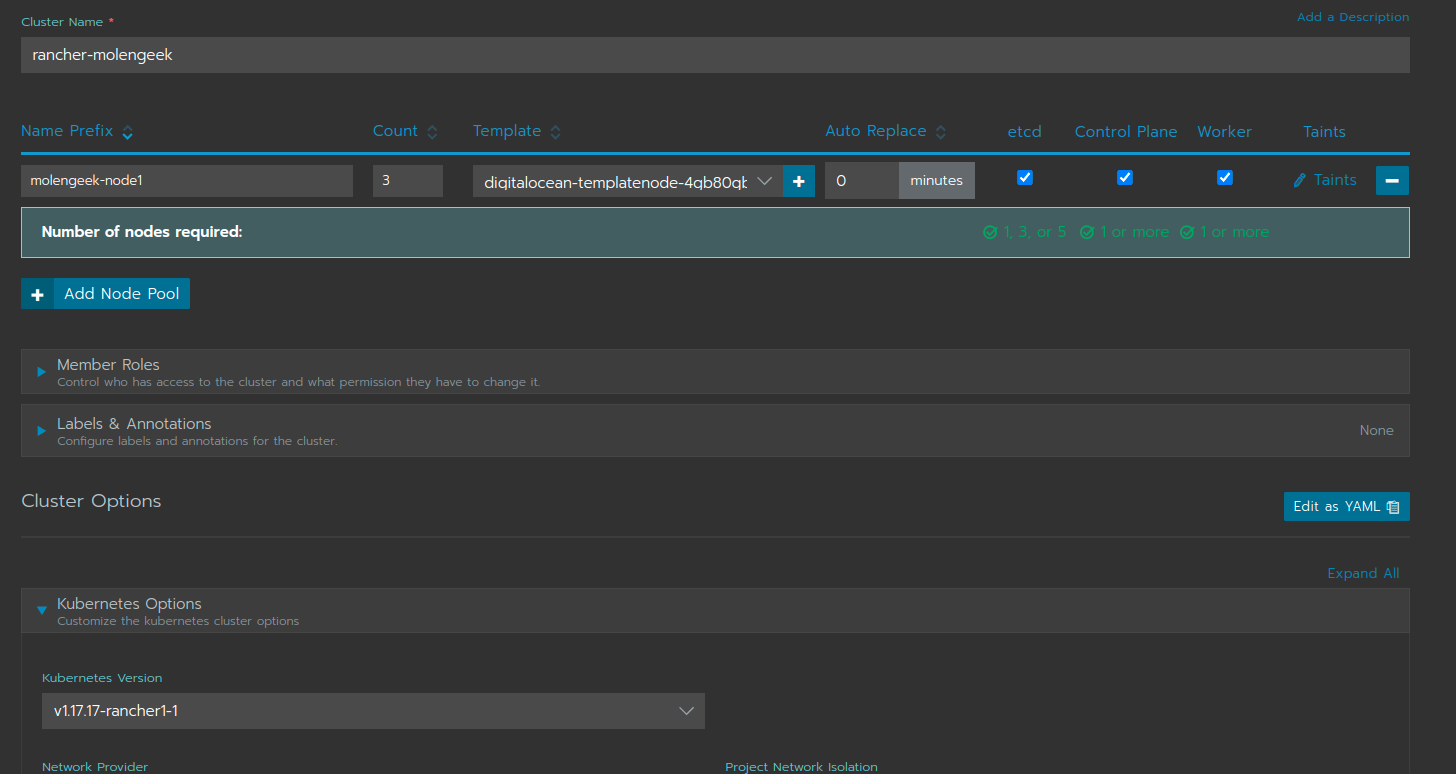 Cluster Name *
Add a Description
rancher-molengeek
Name Prefix Count Template Auto Replace etcd Control Plane Worker Taints
molengeek-node1 3 digitalocean-templatenode-4gb80gb 0 minutes Taints
Number of nodes required: 1, 3, or 5 1 or more 1 or more
Add Node Pool
Member Roles
Control who has access to the cluster and what permission they have to change it.
Labels & Annotations
Configure labels and annotations for the cluster.
None
Cluster Options
Edit as YAML
Expand All
Kubernetes Options
Customize the kubernetes cluster options
Kubernetes Version
v1.17.17-rancher1-1
Network Provider Project Network Isolation